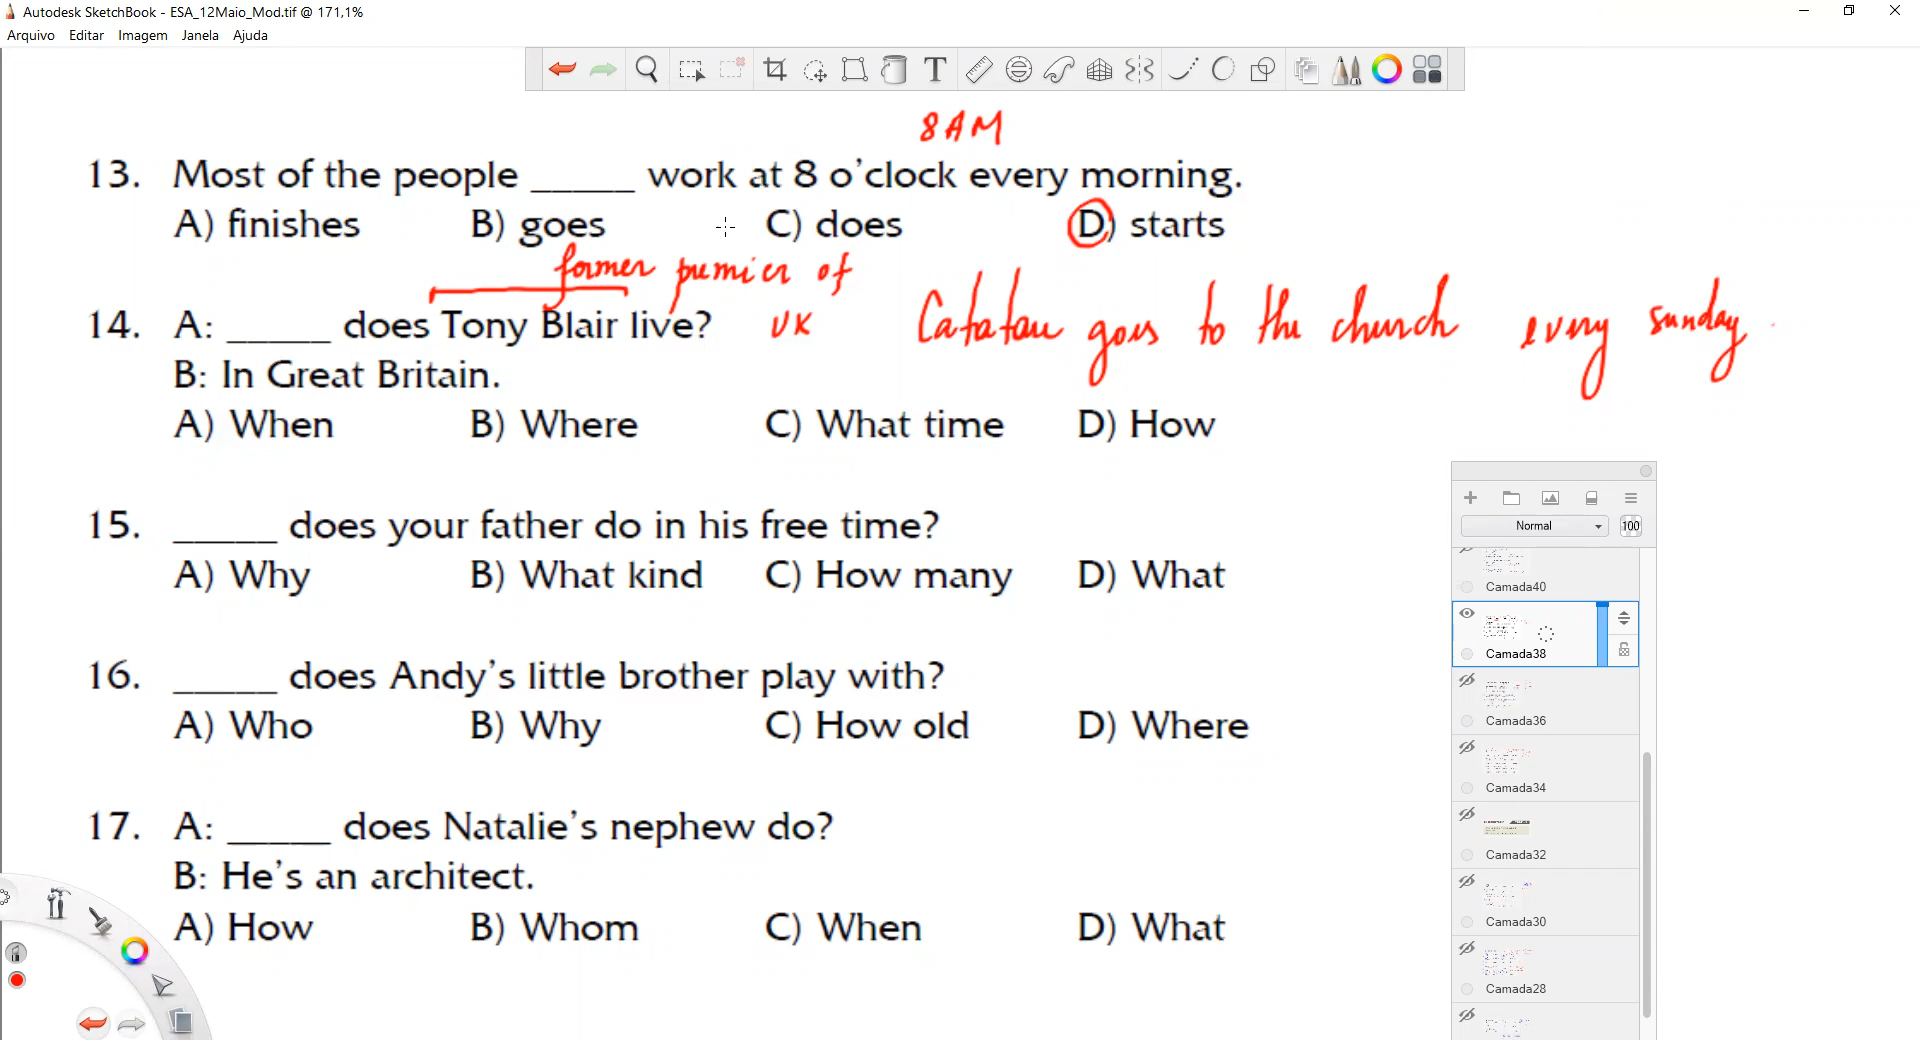 Autodesk SketchBook - ESA_12Maio_Mod.tif @ 171,1%
Arquivo Editar Imagem Janela Ajuda
8 AM
13. Most of the people _____ work at 8 o'clock every morning.
A) finishes B) goes C) does D) starts
former premier of
UK
Catatau goes to the church every sunday.
14. A: _____ does Tony Blair live?
B: In Great Britain.
A) When B) Where C) What time D) How
15. _____ does your father do in his free time?
A) Why B) What kind C) How many D) What
16. _____ does Andy's little brother play with?
A) Who B) Why C) How old D) Where
17. A: _____ does Natalie's nephew do?
B: He's an architect.
A) How B) Whom C) When D) What
Normal 100
Camada40
Camada38
Camada36
Camada34
Camada32
Camada30
Camada28